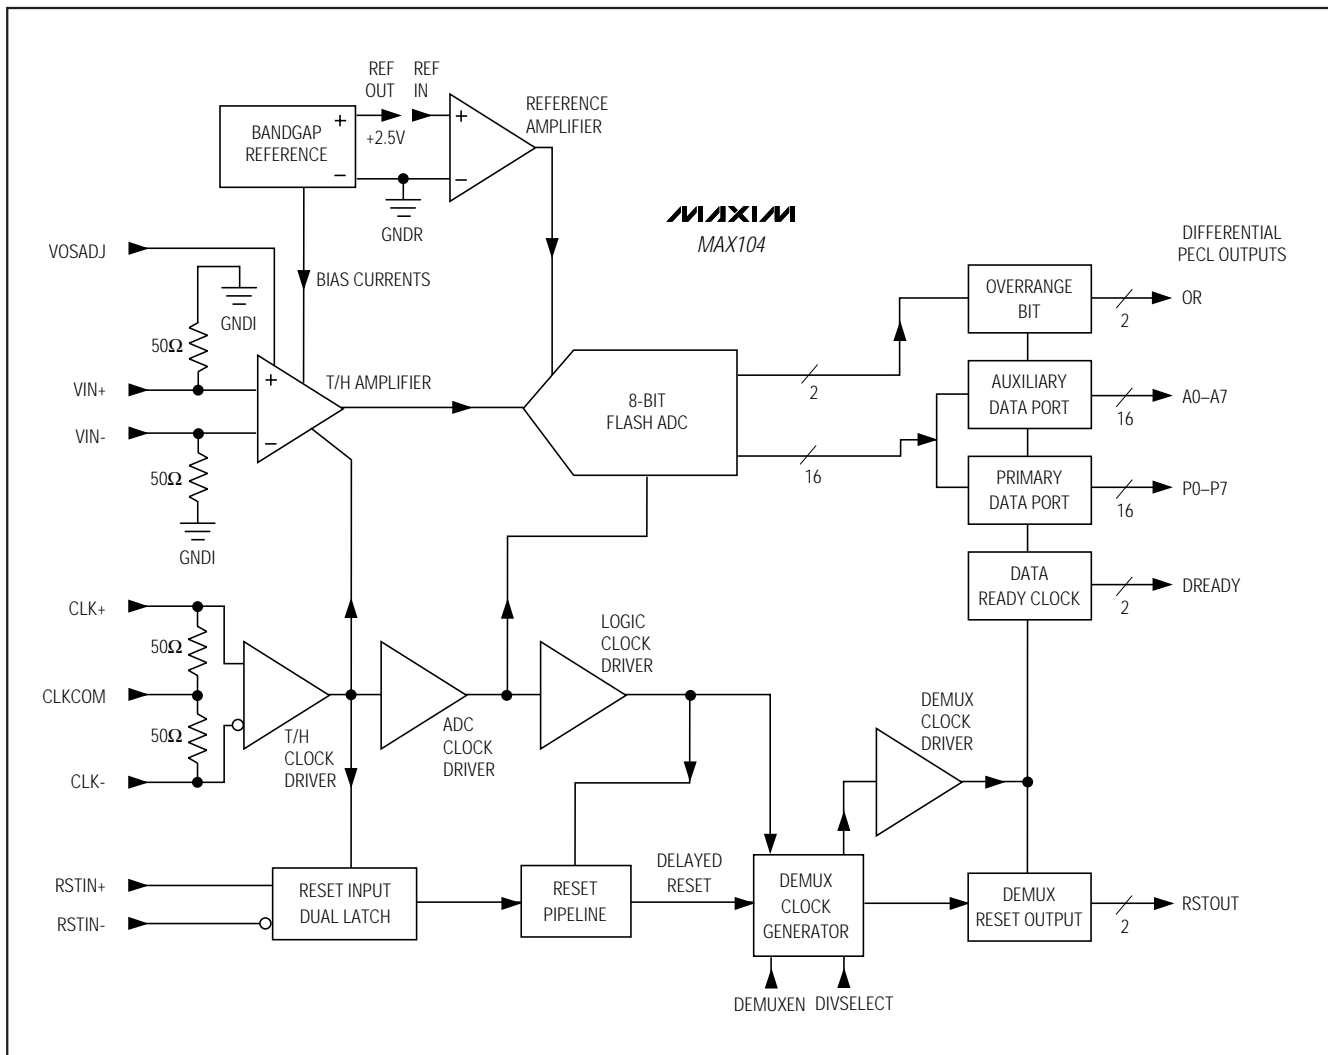 REF
OUT
REF
IN
+2.5V
BANDGAP
REFERENCE
+
−
+
−
REFERENCE
AMPLIFIER
GNDR
MAXIM
MAX104
DIFFERENTIAL
PECL OUTPUTS
VOSADJ
BIAS CURRENTS
GNDI
50Ω
VIN+
+
−
T/H AMPLIFIER
VIN-
50Ω
GNDI
8-BIT
FLASH ADC
2
16
OVERRANGE
BIT
2
OR
AUXILIARY
DATA PORT
16
A0–A7
PRIMARY
DATA PORT
16
P0–P7
DATA
READY CLOCK
2
DREADY
CLK+
50Ω
CLKCOM
50Ω
CLK-
T/H
CLOCK
DRIVER
ADC
CLOCK
DRIVER
LOGIC
CLOCK
DRIVER
DEMUX
CLOCK
DRIVER
RSTIN+
RSTIN-
RESET INPUT
DUAL LATCH
RESET
PIPELINE
DELAYED
RESET
DEMUX
CLOCK
GENERATOR
DEMUX
RESET OUTPUT
2
RSTOUT
DEMUXEN
DIVSELECT